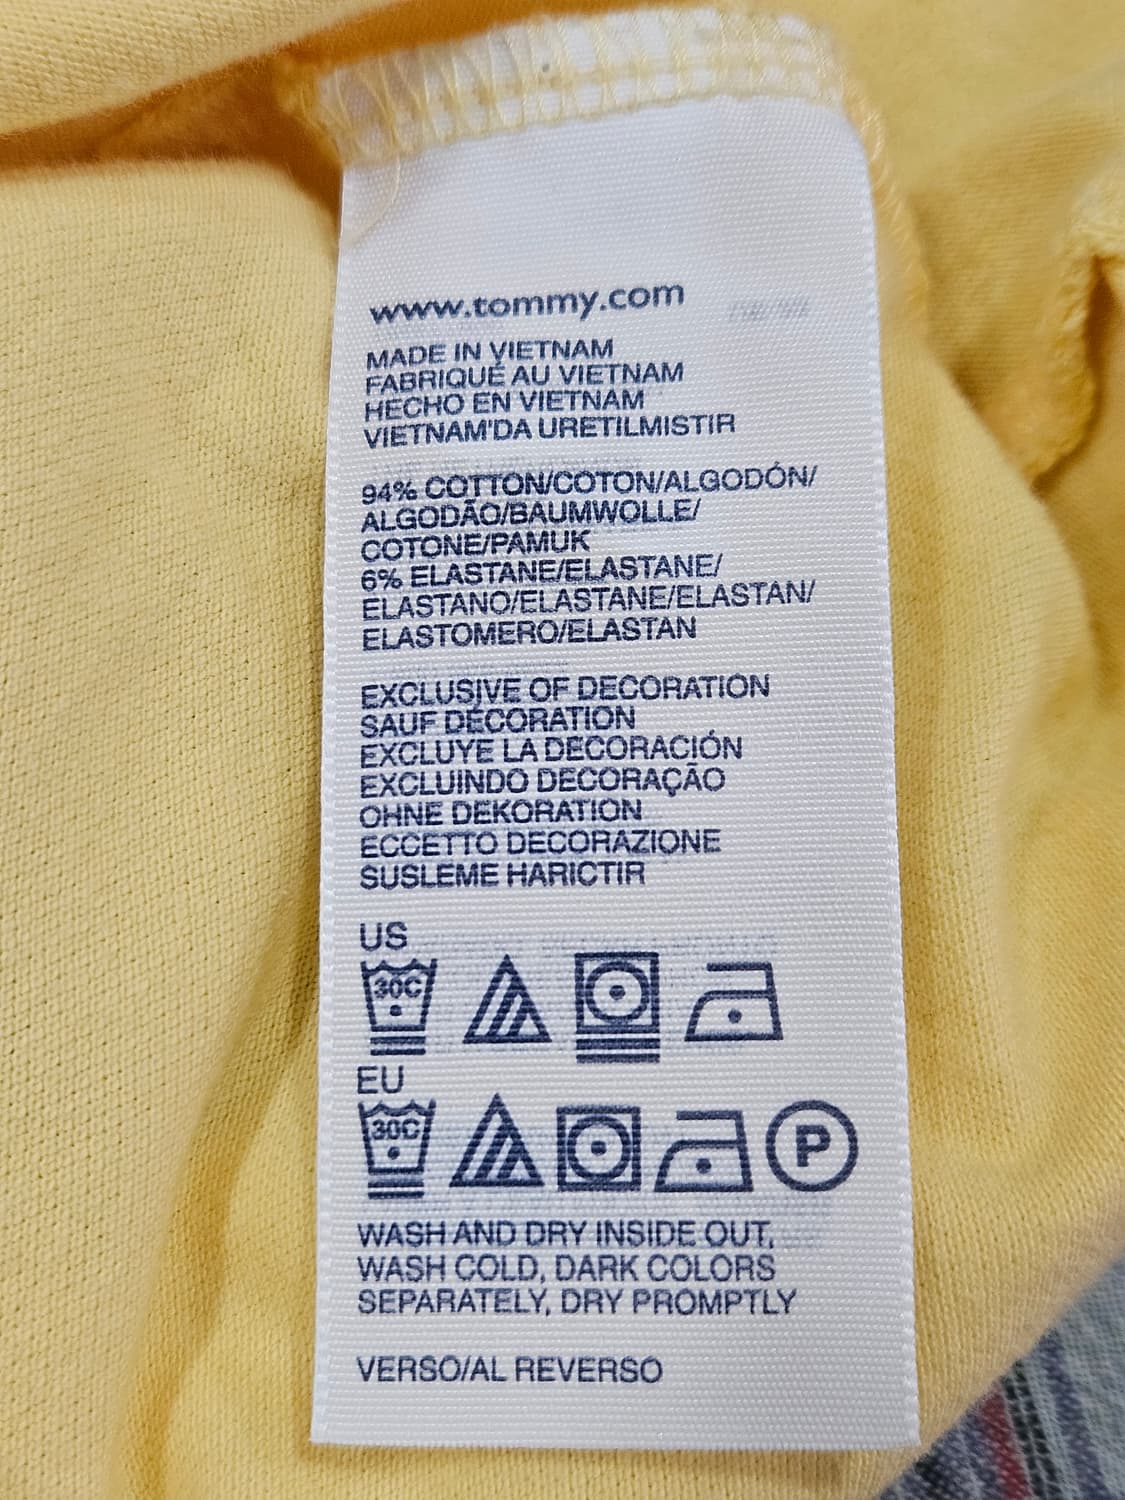 www.tommy.com
MADE IN VIETNAM
FABRIQUÉ AU VIETNAM
HECHO EN VIETNAM
VIETNAM'DA URETILMISTIR
94% COTTON/COTON/ALGODÓN/
ALGODÃO/BAUMWOLLE/
COTONE/PAMUK
6% ELASTANE/ELASTANE/
ELASTANO/ELASTANE/ELASTAN/
ELASTOMERO/ELASTAN
EXCLUSIVE OF DECORATION
SAUF DÉCORATION
EXCLUYE LA DECORACIÓN
EXCLUINDO DECORAÇÃO
OHNE DEKORATION
ECCETTO DECORAZIONE
SUSLEME HARICTIR
US
30C
EU
30C P
WASH AND DRY INSIDE OUT,
WASH COLD, DARK COLORS
SEPARATELY, DRY PROMPTLY
VERSO/AL REVERSO